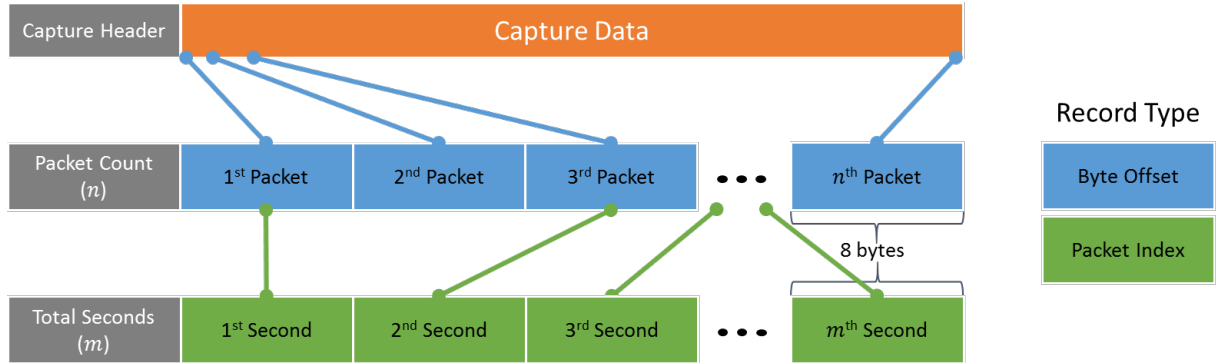 Capture Header
Capture Data
Record Type
Packet Count
(n)
1st Packet
2nd Packet
3rd Packet
• • •
nth Packet
Byte Offset
8 bytes
Packet Index
Total Seconds
(m)
1st Second
2nd Second
3rd Second
• • •
mth Second